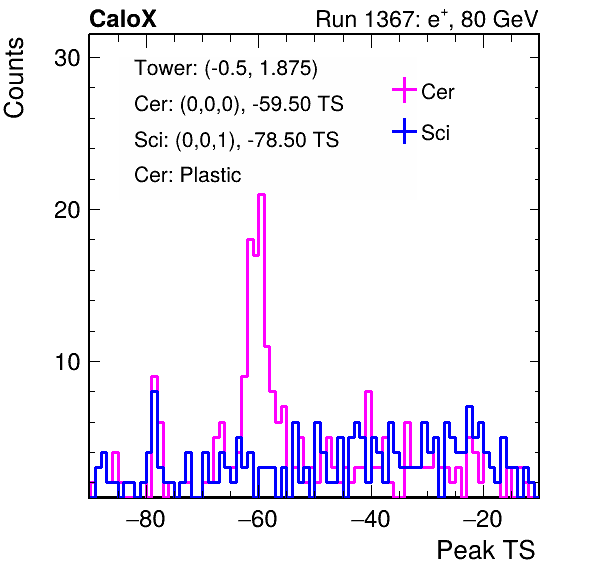 CaloX Run 1367: e⁺, 80 GeV
Counts
30
20
10
Tower: (-0.5, 1.875)
Cer: (0,0,0), -59.50 TS
Sci: (0,0,1), -78.50 TS
Cer: Plastic
Cer
Sci
−80 −60 −40 −20
Peak TS